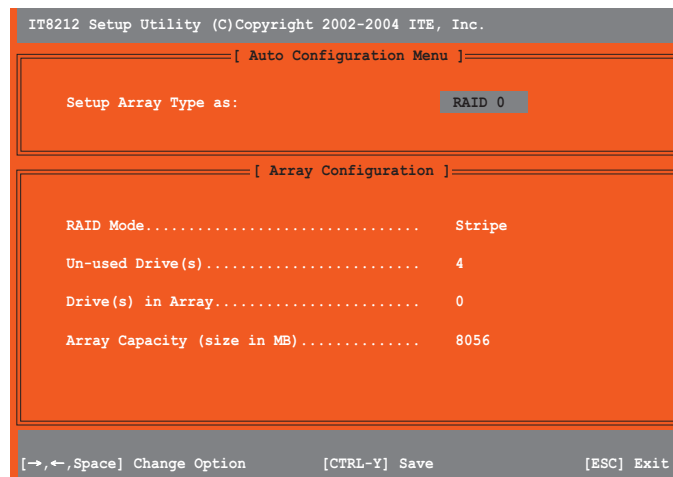 IT8212 Setup Utility (C)Copyright 2002-2004 ITE, Inc.
[ Auto Configuration Menu ]
Setup Array Type as: RAID 0
[ Array Configuration ]
RAID Mode................................ Stripe
Un-used Drive(s)......................... 4
Drive(s) in Array........................ 0
Array Capacity (size in MB).............. 8056
[→,←,Space] Change Option [CTRL-Y] Save [ESC] Exit